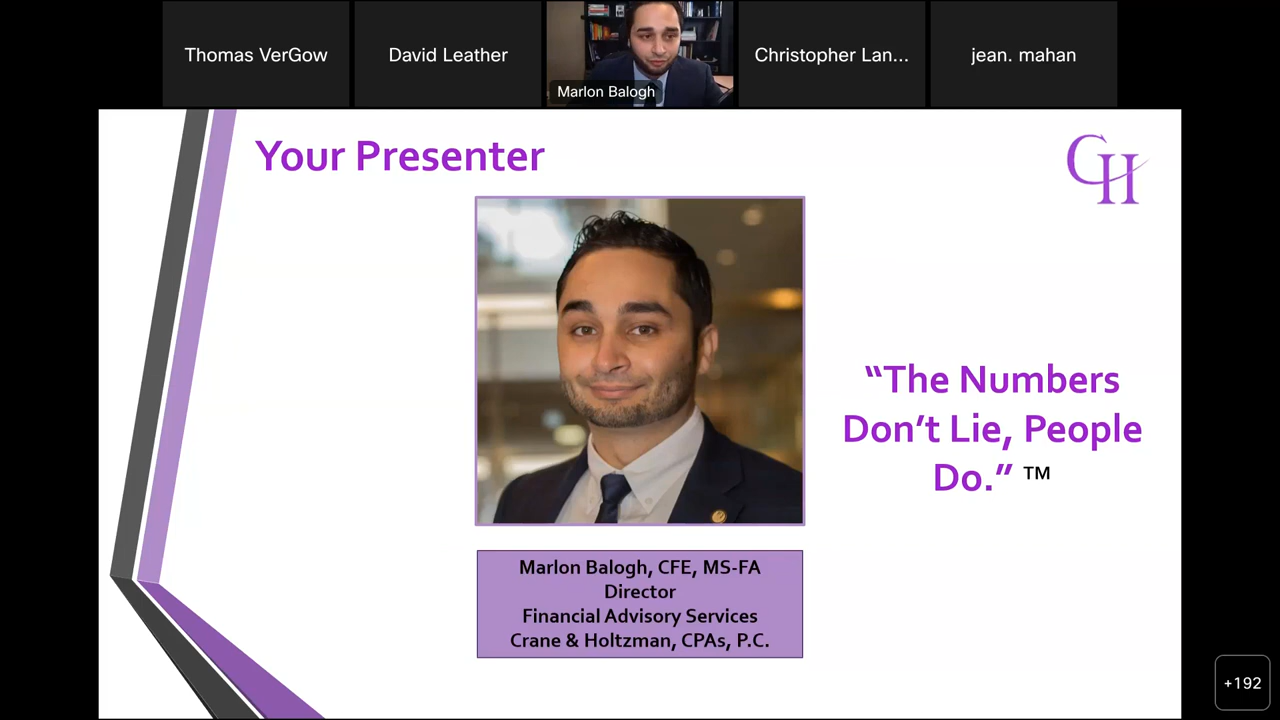 Thomas VerGow
David Leather
Marlon Balogh
Christopher Lan...
jean. mahan
Your Presenter
CH
“The Numbers
Don’t Lie, People
Do.” ™
Marlon Balogh, CFE, MS-FA
Director
Financial Advisory Services
Crane & Holtzman, CPAs, P.C.
+192